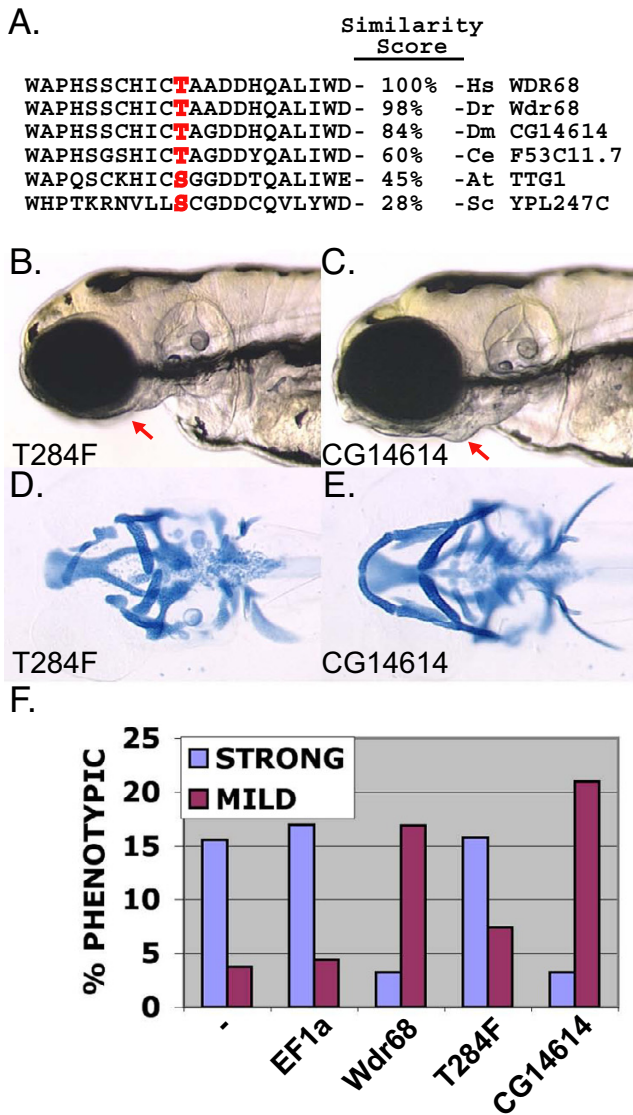 A.
Similarity
Score
WAPHSSCHICTAADDHQALIWD- 100% -Hs WDR68
WAPHSSCHICTAADDHQALIWD- 98% -Dr Wdr68
WAPHSSCHICTAGDDHQALIWD- 84% -Dm CG14614
WAPHSGSHICTAGDDYQALIWD- 60% -Ce F53C11.7
WAPQSCKHICSGGDDTQALIWE- 45% -At TTG1
WHPTKRNVLLSCGDDCQVLYWD- 28% -Sc YPL247C
B.
C.
T284F
CG14614
D.
E.
T284F
CG14614
F.
% PHENOTYPIC
25
20
15
10
5
0
STRONG
MILD
-
EF1a
Wdr68
T284F
CG14614